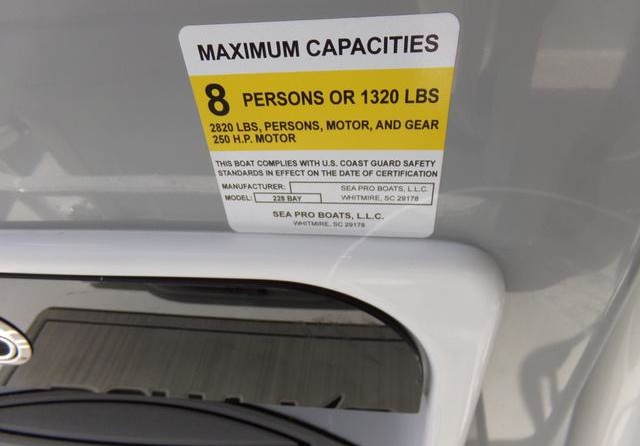 MAXIMUM CAPACITIES
8 PERSONS OR 1320 LBS
2820 LBS, PERSONS, MOTOR, AND GEAR
250 H.P. MOTOR
THIS BOAT COMPLIES WITH U.S. COAST GUARD SAFETY
STANDARDS IN EFFECT ON THE DATE OF CERTIFICATION
MANUFACTURER: SEA PRO BOATS, L.L.C.
MODEL: 228 BAY WHITMIRE, SC 29178
SEA PRO BOATS, L.L.C.
WHITMIRE, SC 29178